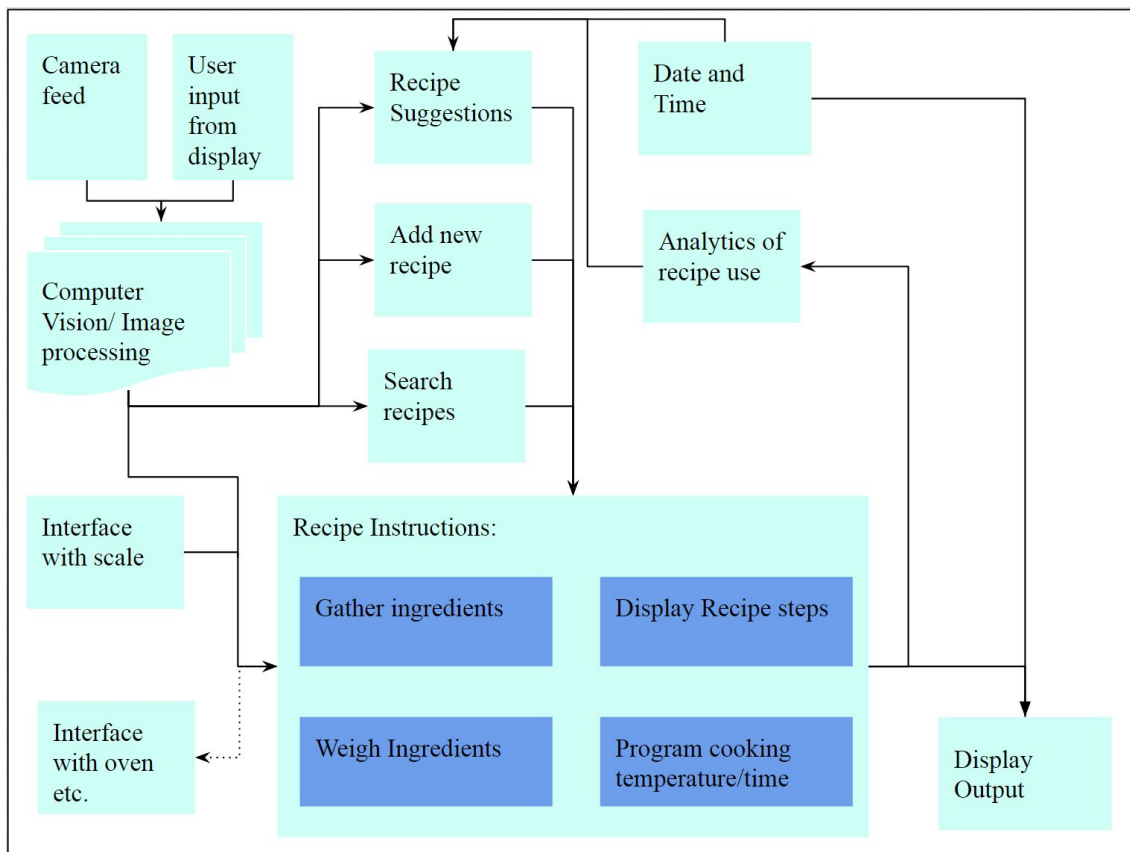 Camera
feed
User
input
from
display
Recipe
Suggestions
Date and
Time
Add new
recipe
Analytics of
recipe use
Computer
Vision/ Image
processing
Search
recipes
Interface
with scale
Recipe Instructions:
Gather ingredients
Display Recipe steps
Interface
with oven
etc.
Weigh Ingredients
Program cooking
temperature/time
Display
Output